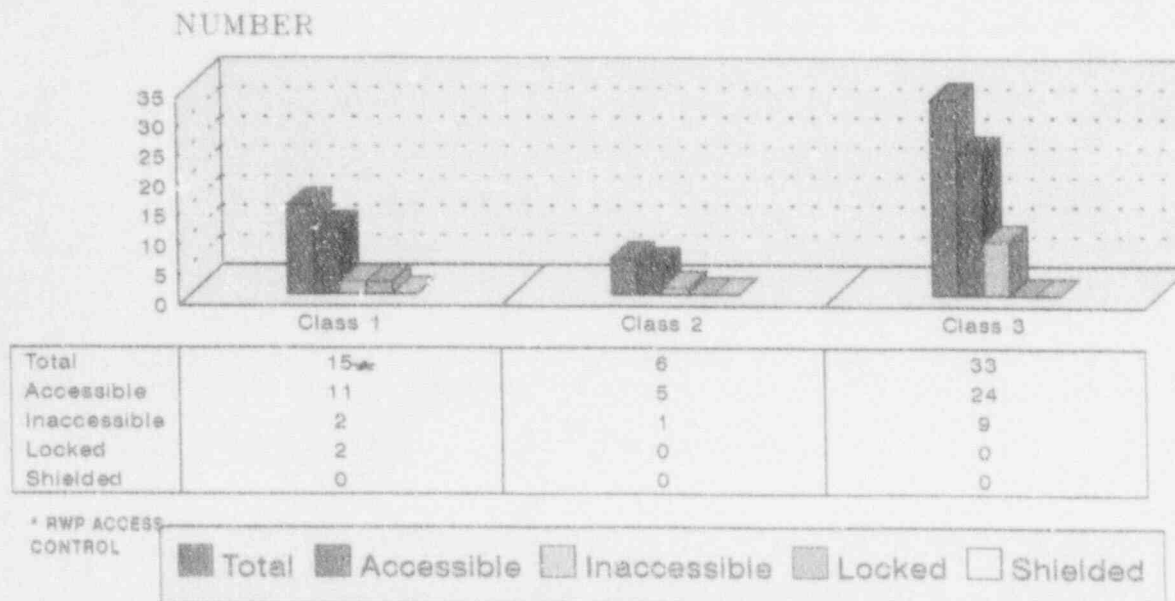 NUMBER
35
30
25
20
15
10
5
0
Class 1 Class 2 Class 3
Total 15* 6 33
Accessible 11 5 24
Inaccessible 2 1 9
Locked 2 0 0
Shielded 0 0 0
* RWP ACCESS
CONTROL
Total Accessible Inaccessible Locked Shielded